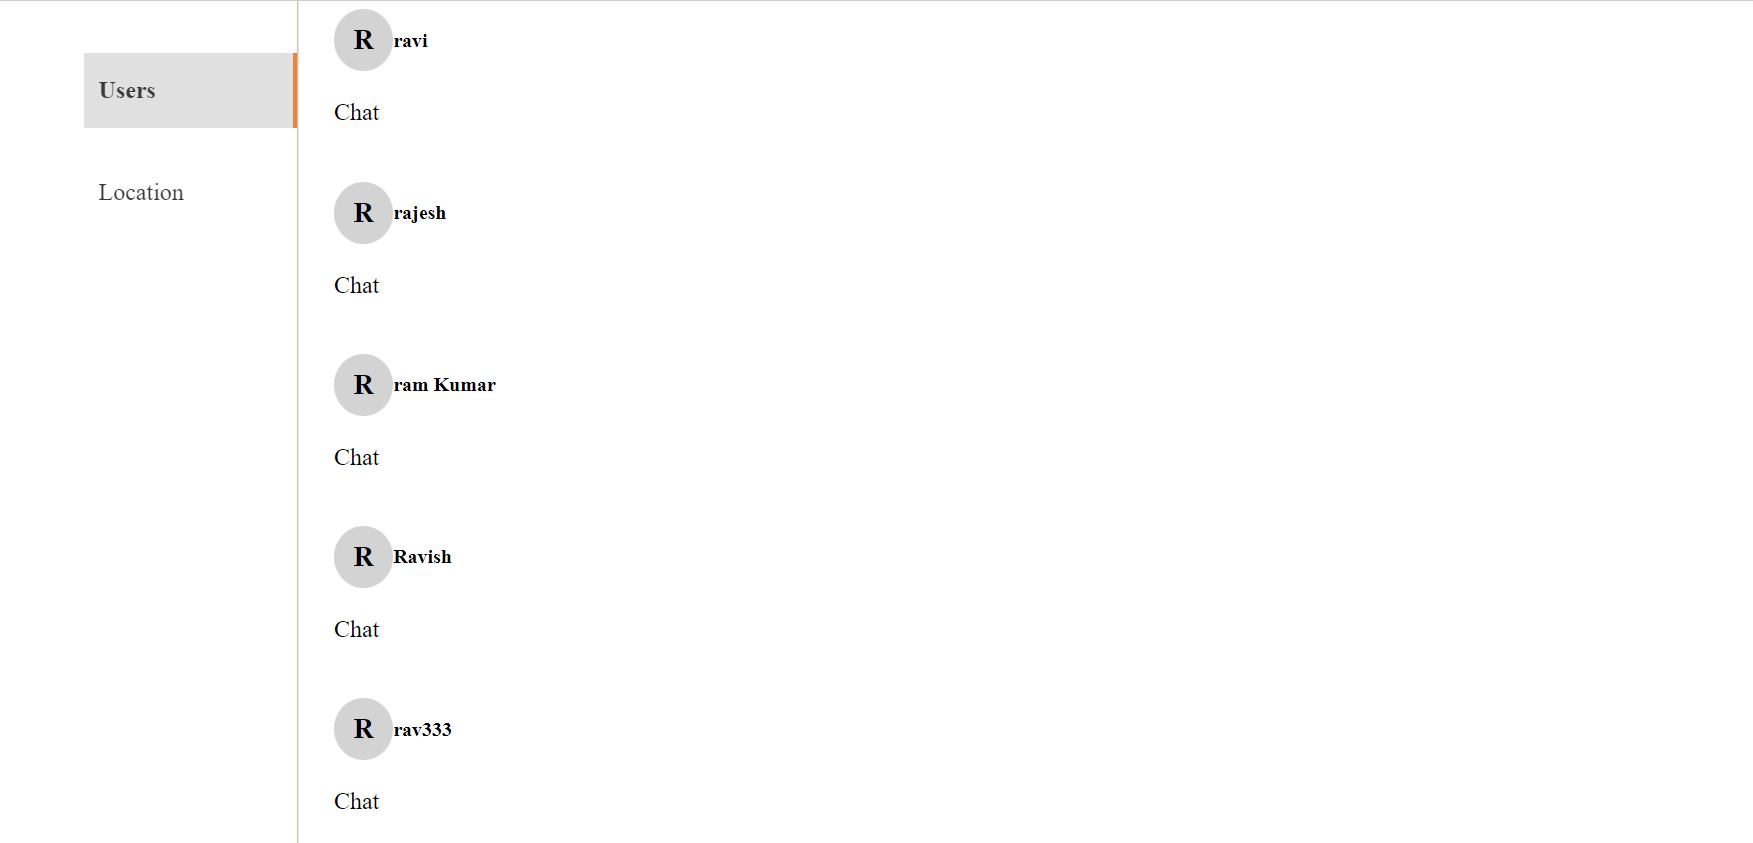 Users
Location
R ravi
Chat
R rajesh
Chat
R ram Kumar
Chat
R Ravish
Chat
R rav333
Chat